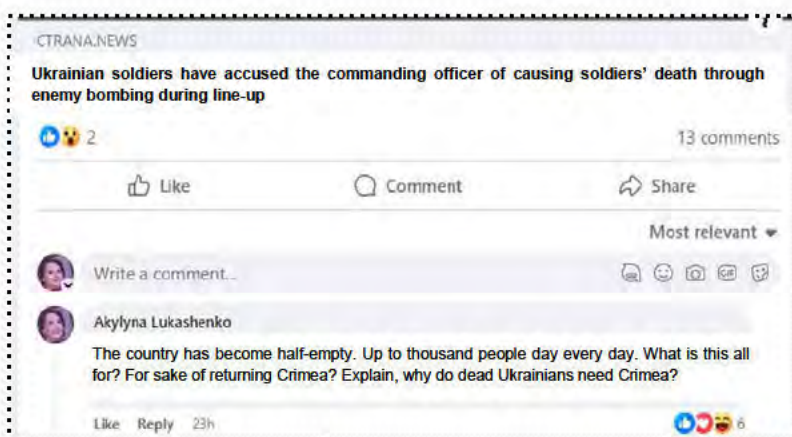 CTRANA.NEWS
Ukrainian soldiers have accused the commanding officer of causing soldiers' death through
enemy bombing during line-up
2
13 comments
Like
Comment
Share
Most relevant
Write a comment...
GIF
Akylyna Lukashenko
The country has become half-empty. Up to thousand people day every day. What is this all
for? For sake of returning Crimea? Explain, why do dead Ukrainians need Crimea?
Like Reply 23h
6